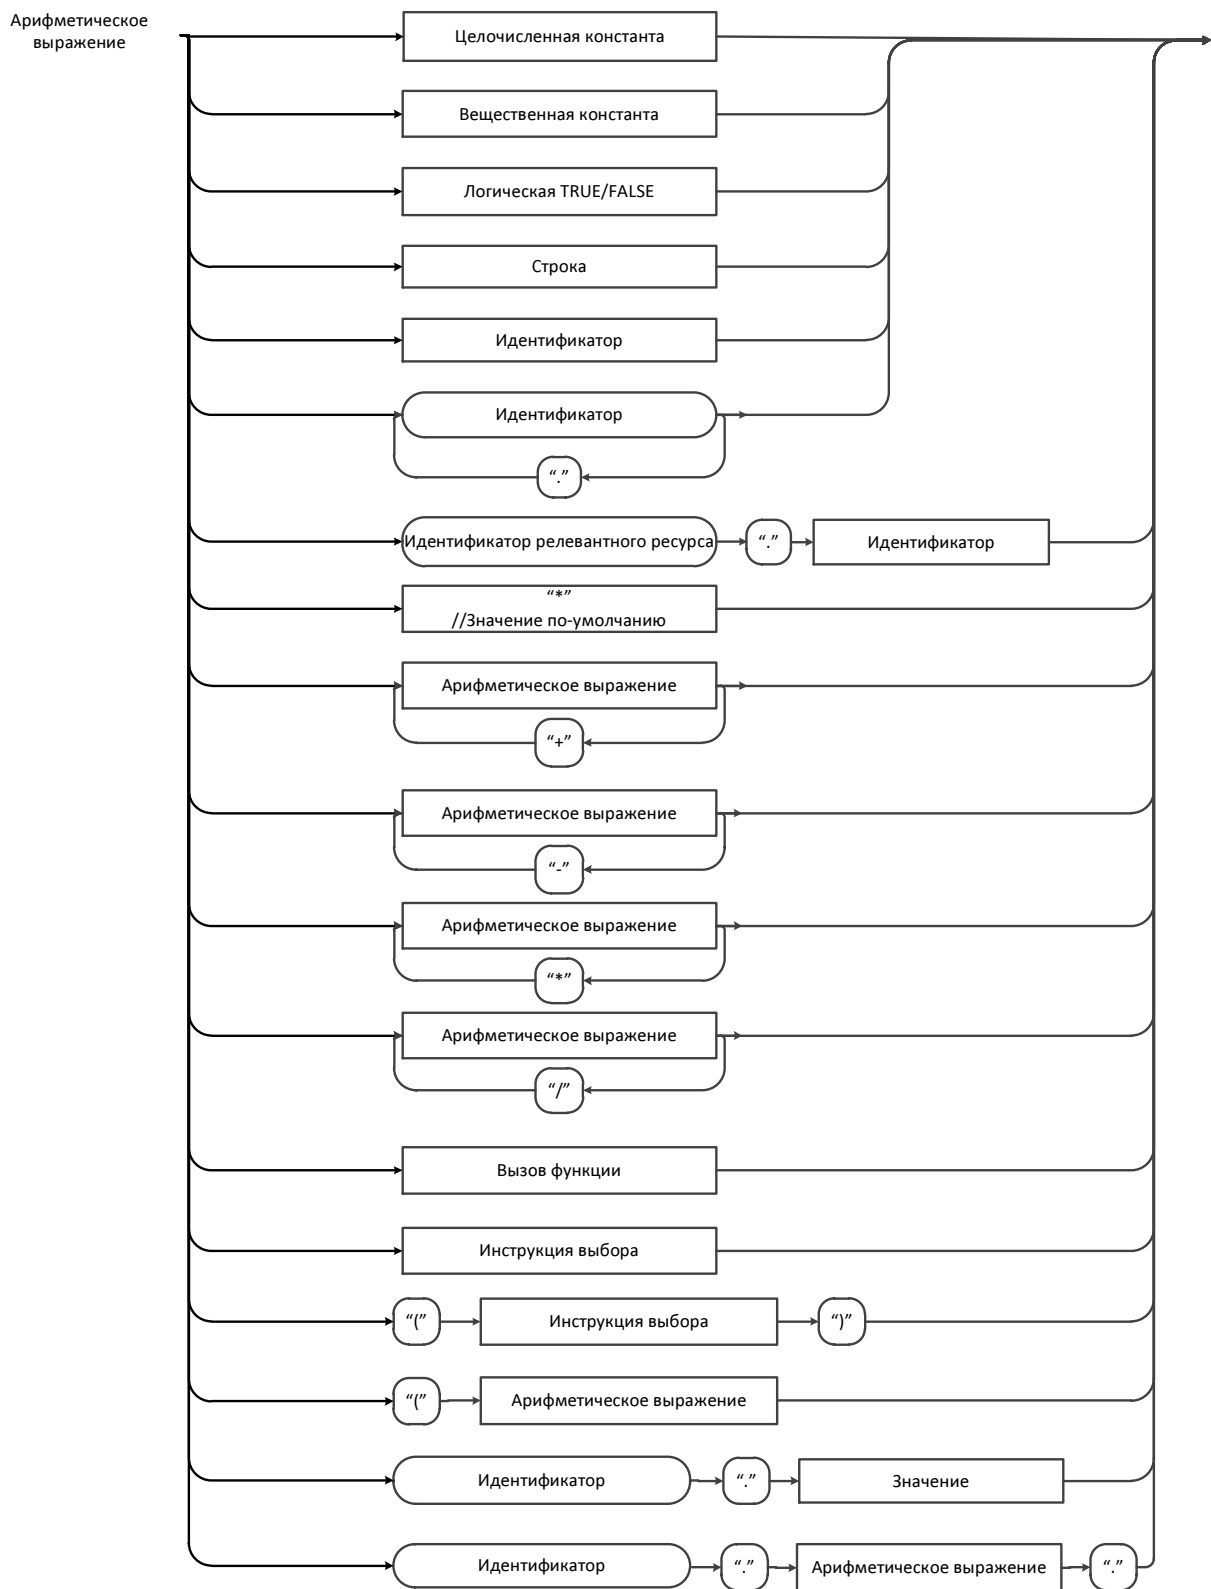 Арифметическое
выражение
Целочисленная константа
Вещественная константа
Логическая TRUE/FALSE
Строка
Идентификатор
Идентификатор
“.”
Идентификатор релевантного ресурса
“.”
Идентификатор
“*”
//Значение по-умолчанию
Арифметическое выражение
“+”
Арифметическое выражение
“-”
Арифметическое выражение
“*”
Арифметическое выражение
“/”
Вызов функции
Инструкция выбора
“(”
Инструкция выбора
“)”
“(”
Арифметическое выражение
Идентификатор
“.”
Значение
Идентификатор
“.”
Арифметическое выражение
“.”